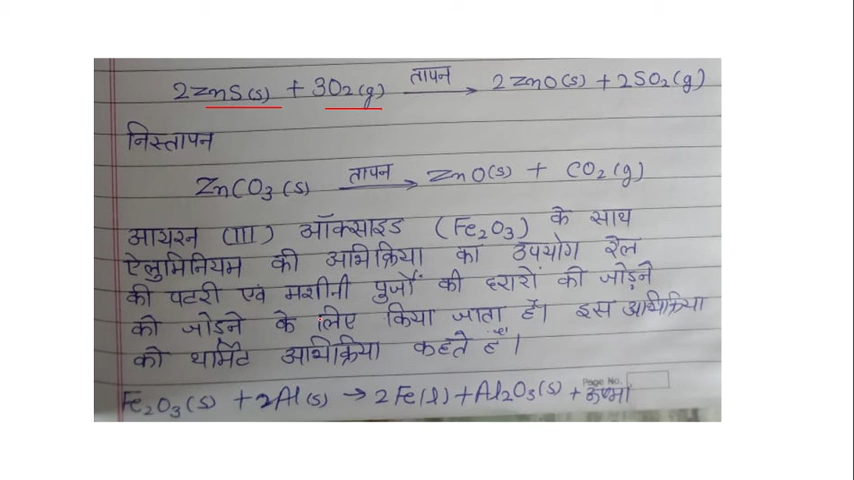 2ZnS(s) + 3O2(g) तापन → 2ZnO(s) + 2SO2(g)
निस्तापन
ZnCO3(s) तापन → ZnO(s) + CO2(g)
आयरन (III) ऑक्साइड (Fe2O3) के साथ
ऐलुमिनियम की अभिक्रिया का उपयोग रैल
की पटरी एवं मशीनी पुर्जों की दरारों की जोड़ने
को जोड़ने के लिए किया जाता हैं। इस अभिक्रिया
को थर्मिट अभिक्रिया कहते हैं।
Page No.
Fe2O3(s) + 2Al(s) → 2Fe(l) + Al2O3(s) + ऊष्मा